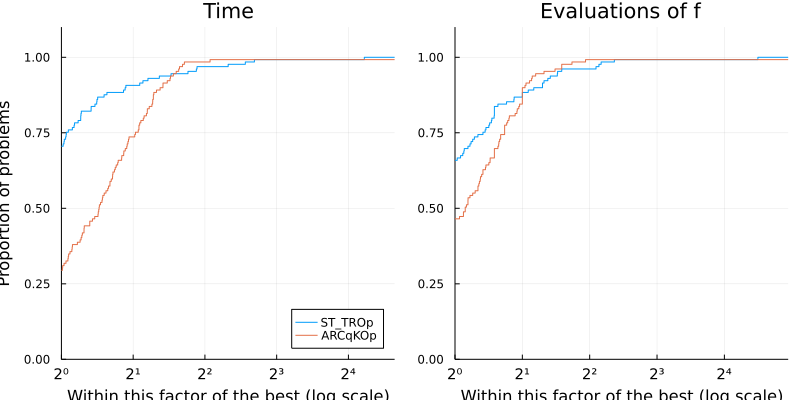 Time
Evaluations of f
Proportion of problems
1.00
0.75
0.50
0.25
0.00
2⁰ 2¹ 2² 2³ 2⁴
Within this factor of the best (log scale)
ST_TROp
ARCqKOp
1.00
0.75
0.50
0.25
0.00
2⁰ 2¹ 2² 2³ 2⁴
Within this factor of the best (log scale)